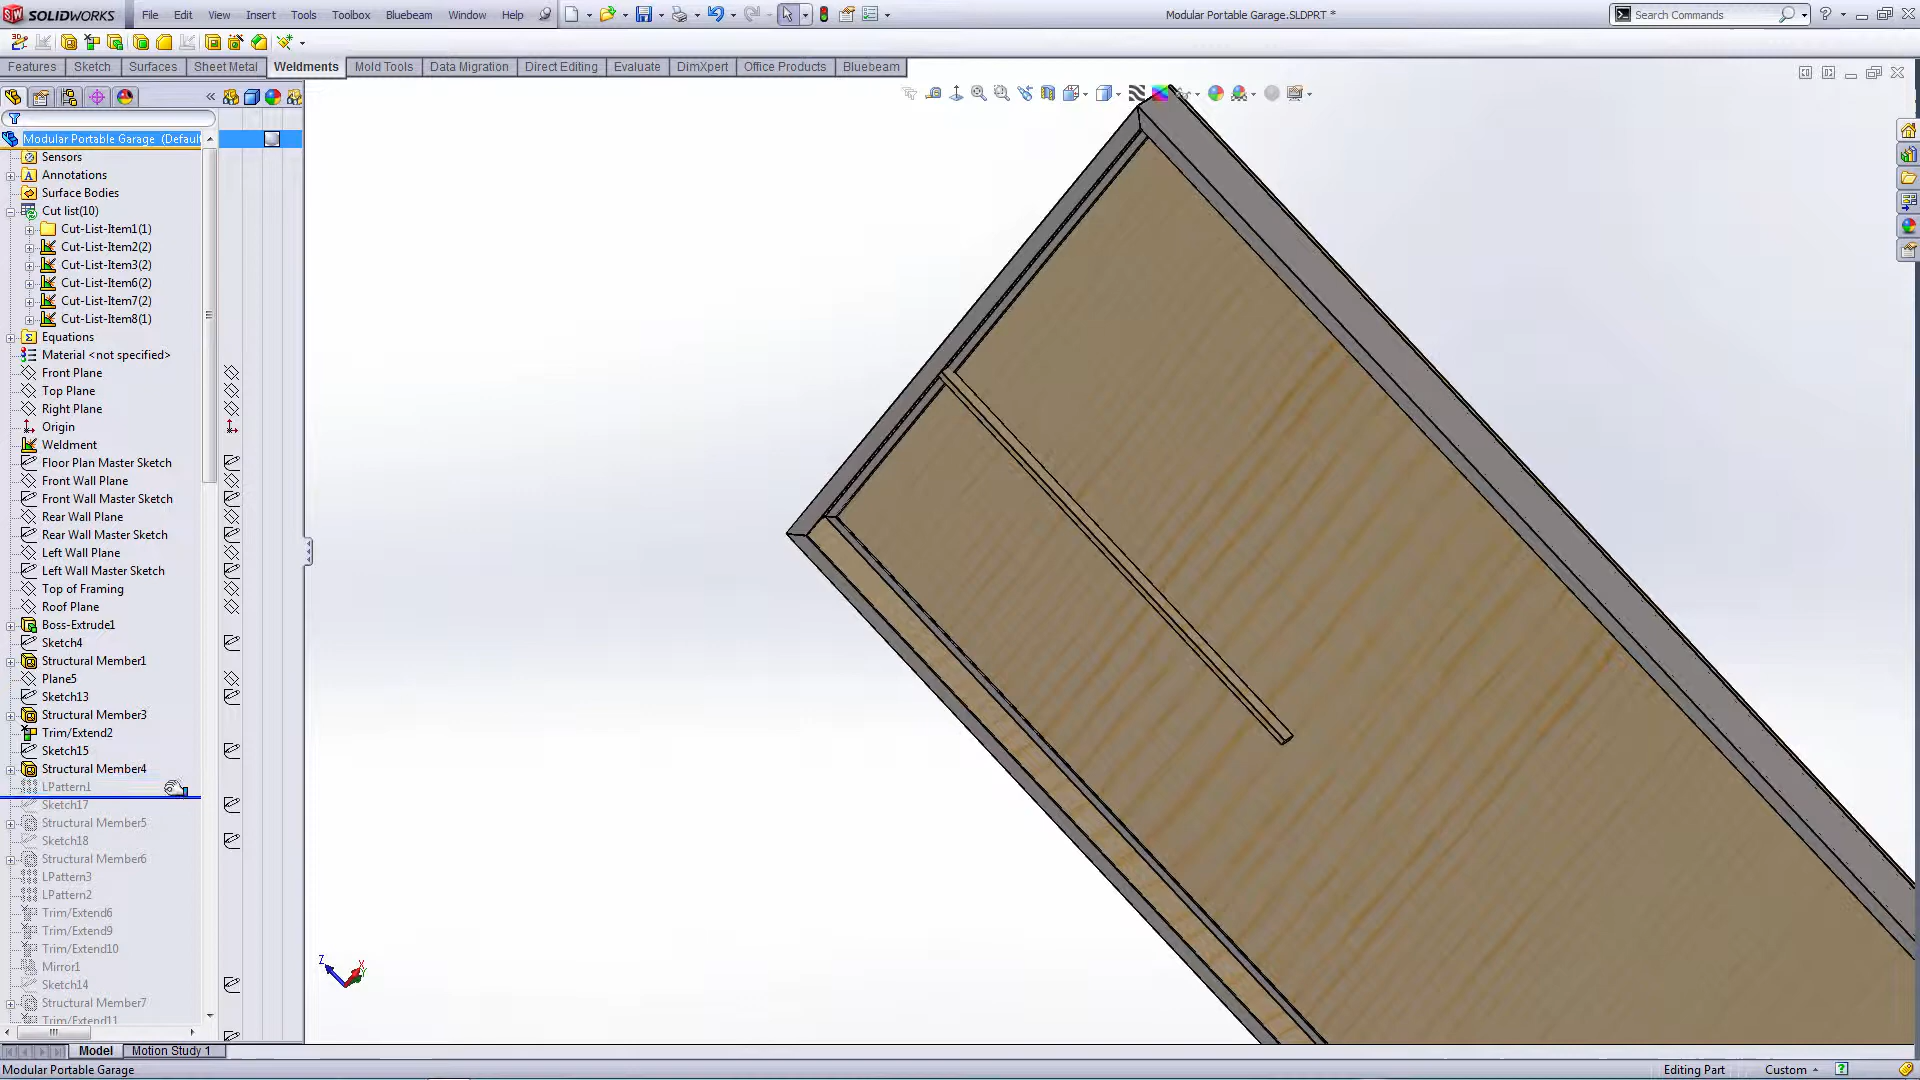 SOLIDWORKS File Edit View Insert Tools Toolbox Bluebeam Window Help Modular Portable Garage.SLDPRT * Search Commands
Features Sketch Surfaces Sheet Metal Weldments Mold Tools Data Migration Direct Editing Evaluate DimXpert Office Products Bluebeam
Modular Portable Garage (Default
Sensors
Annotations
Surface Bodies
Cut list(10)
Cut-List-Item1(1)
Cut-List-Item2(2)
Cut-List-Item3(2)
Cut-List-Item6(2)
Cut-List-Item7(2)
Cut-List-Item8(1)
Equations
Material <not specified>
Front Plane
Top Plane
Right Plane
Origin
Weldment
Floor Plan Master Sketch
Front Wall Plane
Front Wall Master Sketch
Rear Wall Plane
Rear Wall Master Sketch
Left Wall Plane
Left Wall Master Sketch
Top of Framing
Roof Plane
Boss-Extrude1
Sketch4
Structural Member1
Plane5
Sketch13
Structural Member3
Trim/Extend2
Sketch15
Structural Member4
LPattern1
Sketch17
Structural Member5
Sketch18
Structural Member6
LPattern3
LPattern2
Trim/Extend6
Trim/Extend9
Trim/Extend10
Mirror1
Sketch14
Structural Member7
Trim/Extend11
Z X Y
Model Motion Study 1
Modular Portable Garage Editing Part Custom